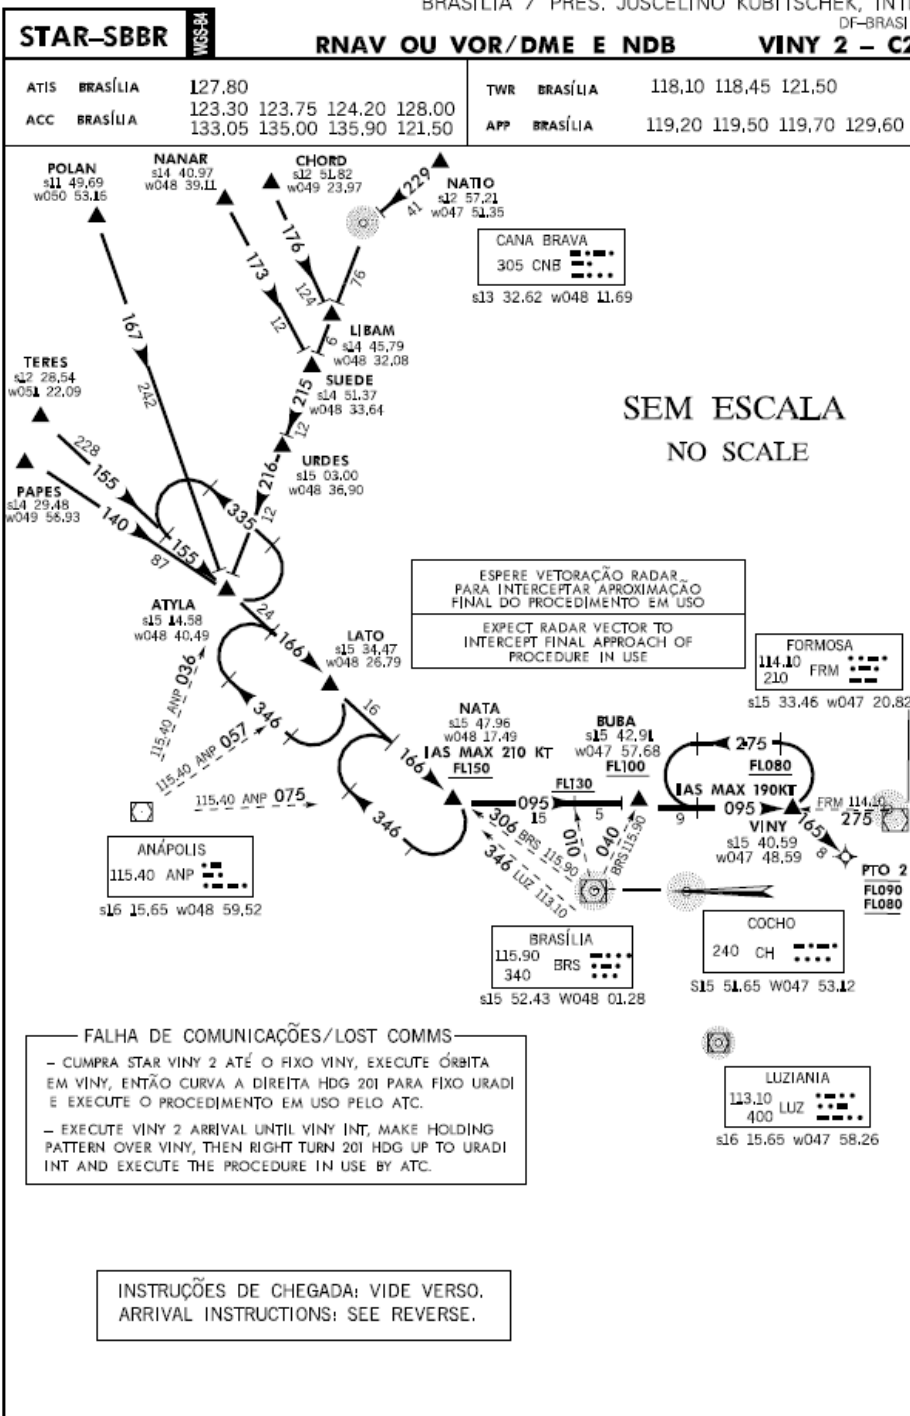 BRASÍLIA / PRES. JUSCELINO KUBITSCHEK, INT
DF-BRASI
STAR-SBBR
WGS-84
RNAV OU VOR/DME E NDB
VINY 2 - C2
ATIS BRASÍLIA 127.80
ACC BRASÍLIA 123.30 123.75 124.20 128.00
133.05 135.00 135.90 121.50
TWR BRASÍLIA 118,10 118,45 121,50
APP BRASÍLIA 119,20 119,50 119,70 129,60
POLAN
s11 49,69
w050 53.16
NANAR
s14 40.97
w048 39.11
CHORD
s12 51.82
w049 23,97
NATIO
s12 57.21
w047 51.35
229
41
CANA BRAVA
305 CNB
s13 32.62 w048 11.69
176
124
173
12
76
167
242
LIBAM
s14 45.79
w048 32.08
6
SUEDE
s14 51.37
w048 33,64
215
12
TERES
s12 28.54
w051 22.09
228
155
PAPES
s14 29.48
w049 56.93
140
87
155
335
URDES
s15 03.00
w048 36,90
216
12
SEM ESCALA
NO SCALE
ATYLA
s15 14.58
w048 40,49
24
166
LATO
s15 34,47
w048 26.79
16
346
ESPERE VETORAÇÃO RADAR
PARA INTERCEPTAR APROXIMAÇÃO
FINAL DO PROCEDIMENTO EM USO
EXPECT RADAR VECTOR TO
INTERCEPT FINAL APPROACH OF
PROCEDURE IN USE
FORMOSA
114.10
210 FRM
s15 33.46 w047 20.82
115.40 ANP 036
115.40 ANP 057
115.40 ANP 075
ANÁPOLIS
115.40 ANP
s16 15.65 w048 59.52
NATA
s15 47.96
w048 17.49
IAS MAX 210 KT
FL150
166
346
BUBA
s15 42.91
w047 57.68
FL100
FL130
095
15
5
306 BRS 115.90
346 LUZ 113.10
010
040
BRS 115.90
275
FL080
IAS MAX 190KT
095
9
VINY
s15 40.59
w047 48.59
FRM 114.10
275
165
8
PTO 2
FL090
FL080
BRASÍLIA
115.90
340 BRS
s15 52.43 W048 01.28
COCHO
240 CH
S15 51.65 W047 53.12
LUZIANIA
113.10
400 LUZ
s16 15.65 w047 58.26
FALHA DE COMUNICAÇÕES/LOST COMMS
– CUMPRA STAR VINY 2 ATÉ O FIXO VINY, EXECUTE ÓRBITA
EM VINY, ENTÃO CURVA A DIREITA HDG 201 PARA FIXO URADI
E EXECUTE O PROCEDIMENTO EM USO PELO ATC.
– EXECUTE VINY 2 ARRIVAL UNTIL VINY INT, MAKE HOLDING
PATTERN OVER VINY, THEN RIGHT TURN 201 HDG UP TO URADI
INT AND EXECUTE THE PROCEDURE IN USE BY ATC.
INSTRUÇÕES DE CHEGADA: VIDE VERSO.
ARRIVAL INSTRUCTIONS: SEE REVERSE.